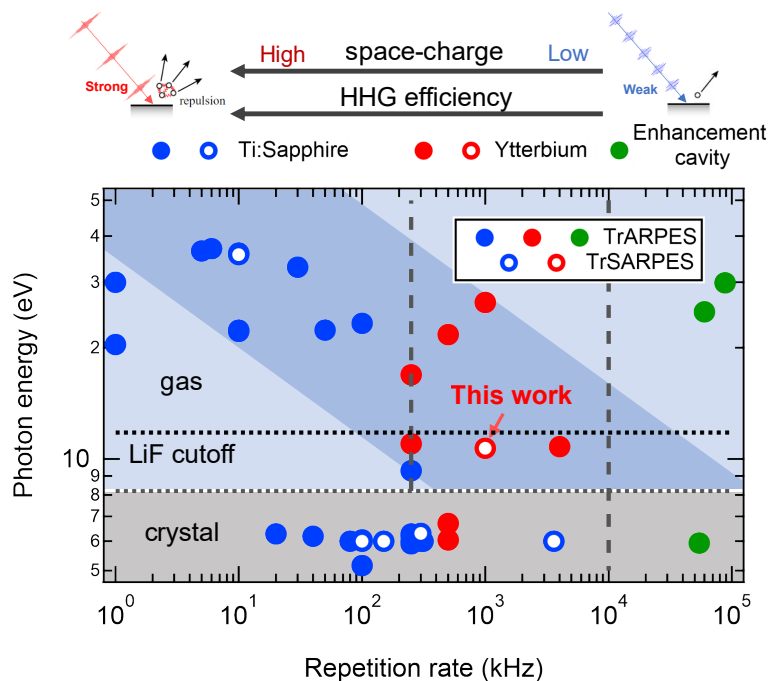 High space-charge Low
Strong
repulsion
Weak
HHG efficiency
Ti:Sapphire Ytterbium Enhancement
cavity
TrARPES
TrSARPES
5
4
3
2
10
9
8
7
6
5
Photon energy (eV)
gas
This work
LiF cutoff
crystal
10⁰ 10¹ 10² 10³ 10⁴ 10⁵
Repetition rate (kHz)